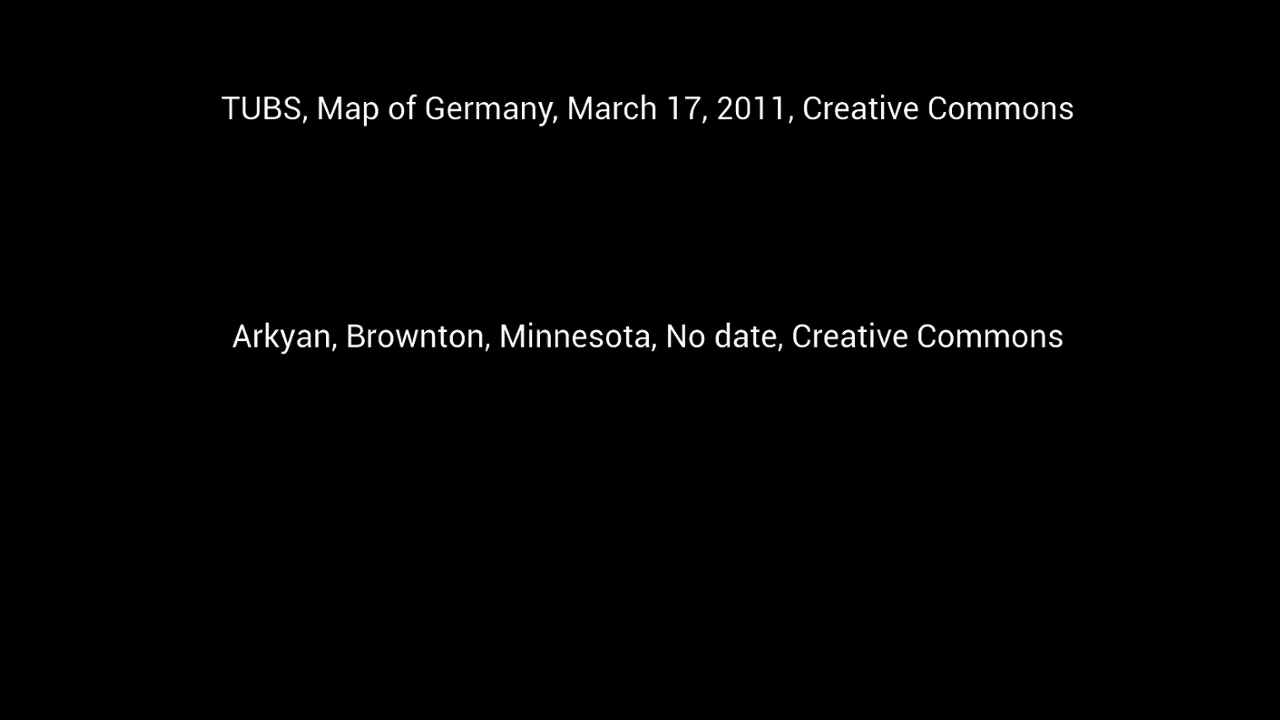 TUBS, Map of Germany, March 17, 2011, Creative Commons
Arkyan, Brownton, Minnesota, No date, Creative Commons